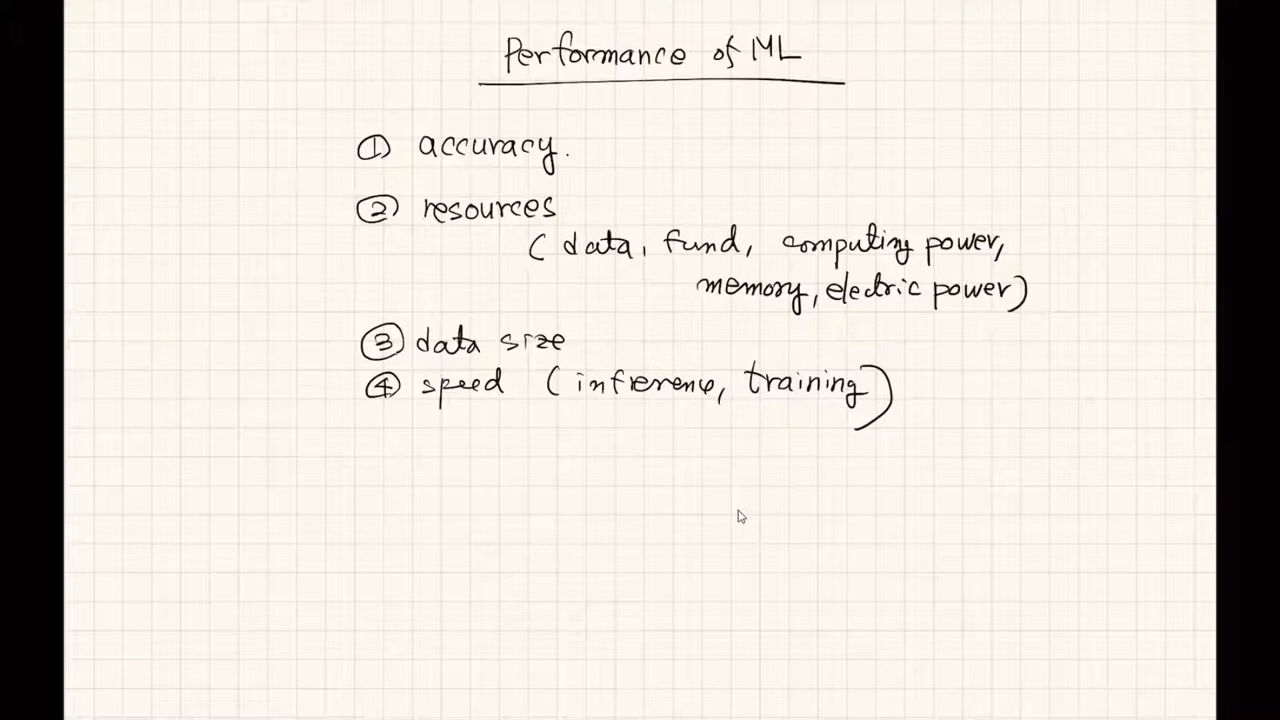 Performance of ML
① accuracy.
② resources
(data, fund, computing power,
memory, electric power)
③ data size
④ speed (infrerence, training)